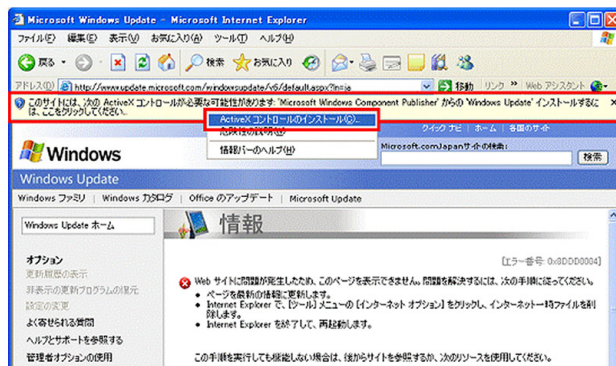 Microsoft Windows Update - Microsoft Internet Explorer
ファイル(F) 編集(E) 表示(V) お気に入り(A) ツール(T) ヘルプ(H)
戻る 検索 お気に入り
アドレス(D) http://www.update.microsoft.com/windowsupdate/v6/default.aspx?ln=ja 移動 リンク » Web アシスタント
このサイトには、次の ActiveX コントロールが必要な可能性があります: 'Microsoft Windows Component Publisher' からの 'Windows Update' インストールするに
は、ここをクリックしてください...
ActiveX コントロールのインストール(C)...
危険性の説明(W)
情報バーのヘルプ(H)
クイック ナビ | ホーム | 各国のサイト
Windows
Microsoft.com Japan サイトの検索:
検索
Windows Update
Windows ファミリ | Windows カタログ | Office のアップデート | Microsoft Update
Windows Update ホーム
情報
オプション
更新履歴の表示
非表示の更新プログラムの復元
設定の変更
よく寄せられる質問
ヘルプとサポートを参照する
管理者オプションの使用
[エラー番号: 0x8DDD0004]
Web サイトに問題が発生したため、このページを表示できません。問題を解決するには、次の手順に従ってください。
• ページを最新の情報に更新します。
• Internet Explorer で、[ツール] メニューの [インターネット オプション] をクリックし、インターネット一時ファイルを削
除します。
• Internet Explorer を終了して、再起動します。
この手順を実行しても機能しない場合は、後からサイトを参照するか、次のリソースを使用してください。